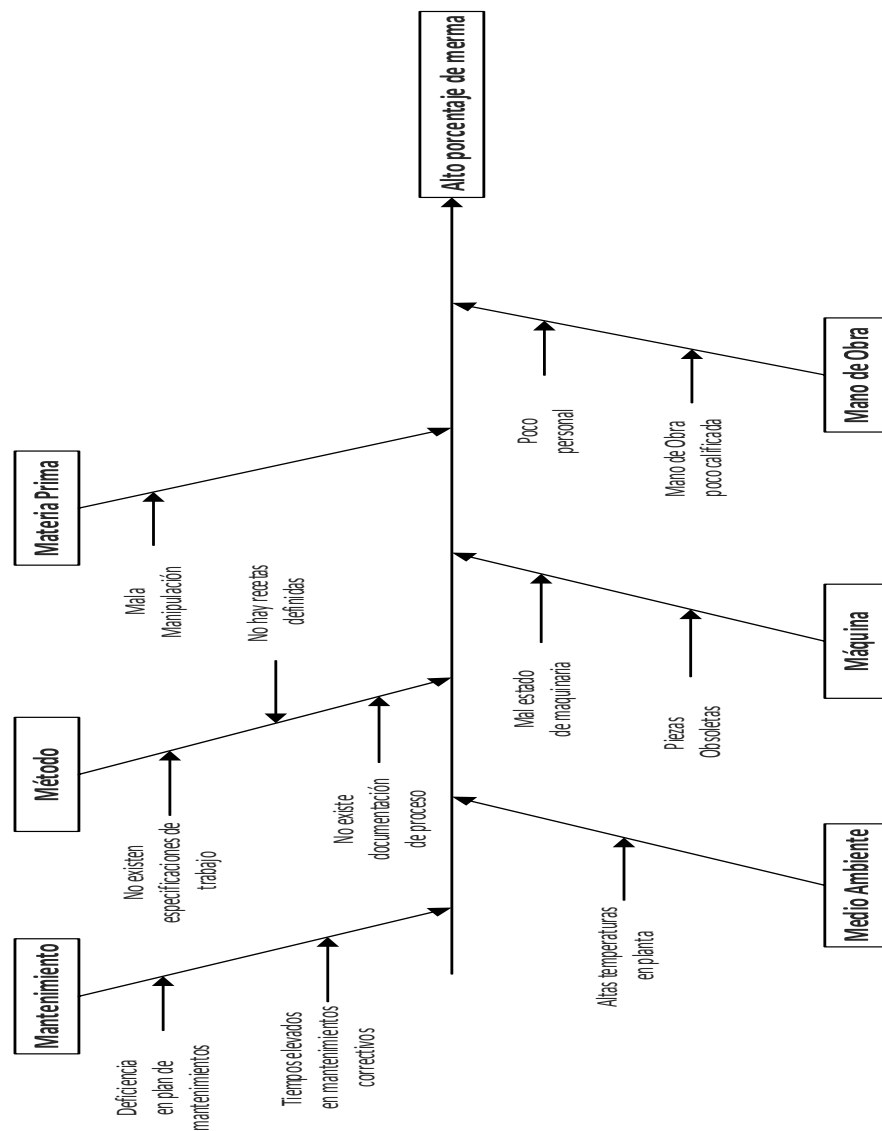 Mantenimiento
Método
Materia Prima
Deficiencia
en plan de
mantenimientos
Tiempos elevados
en mantenimientos
correctivos
No existen
especificaciones de
trabajo
No hay recetas
definidas
No existe
documentación
de proceso
Mala
Manipulación
Alto porcentaje de merma
Altas temperaturas
en planta
Mal estado
de maquinaria
Piezas
Obsoletas
Poco
personal
Mano de Obra
poco calificada
Medio Ambiente
Máquina
Mano de Obra